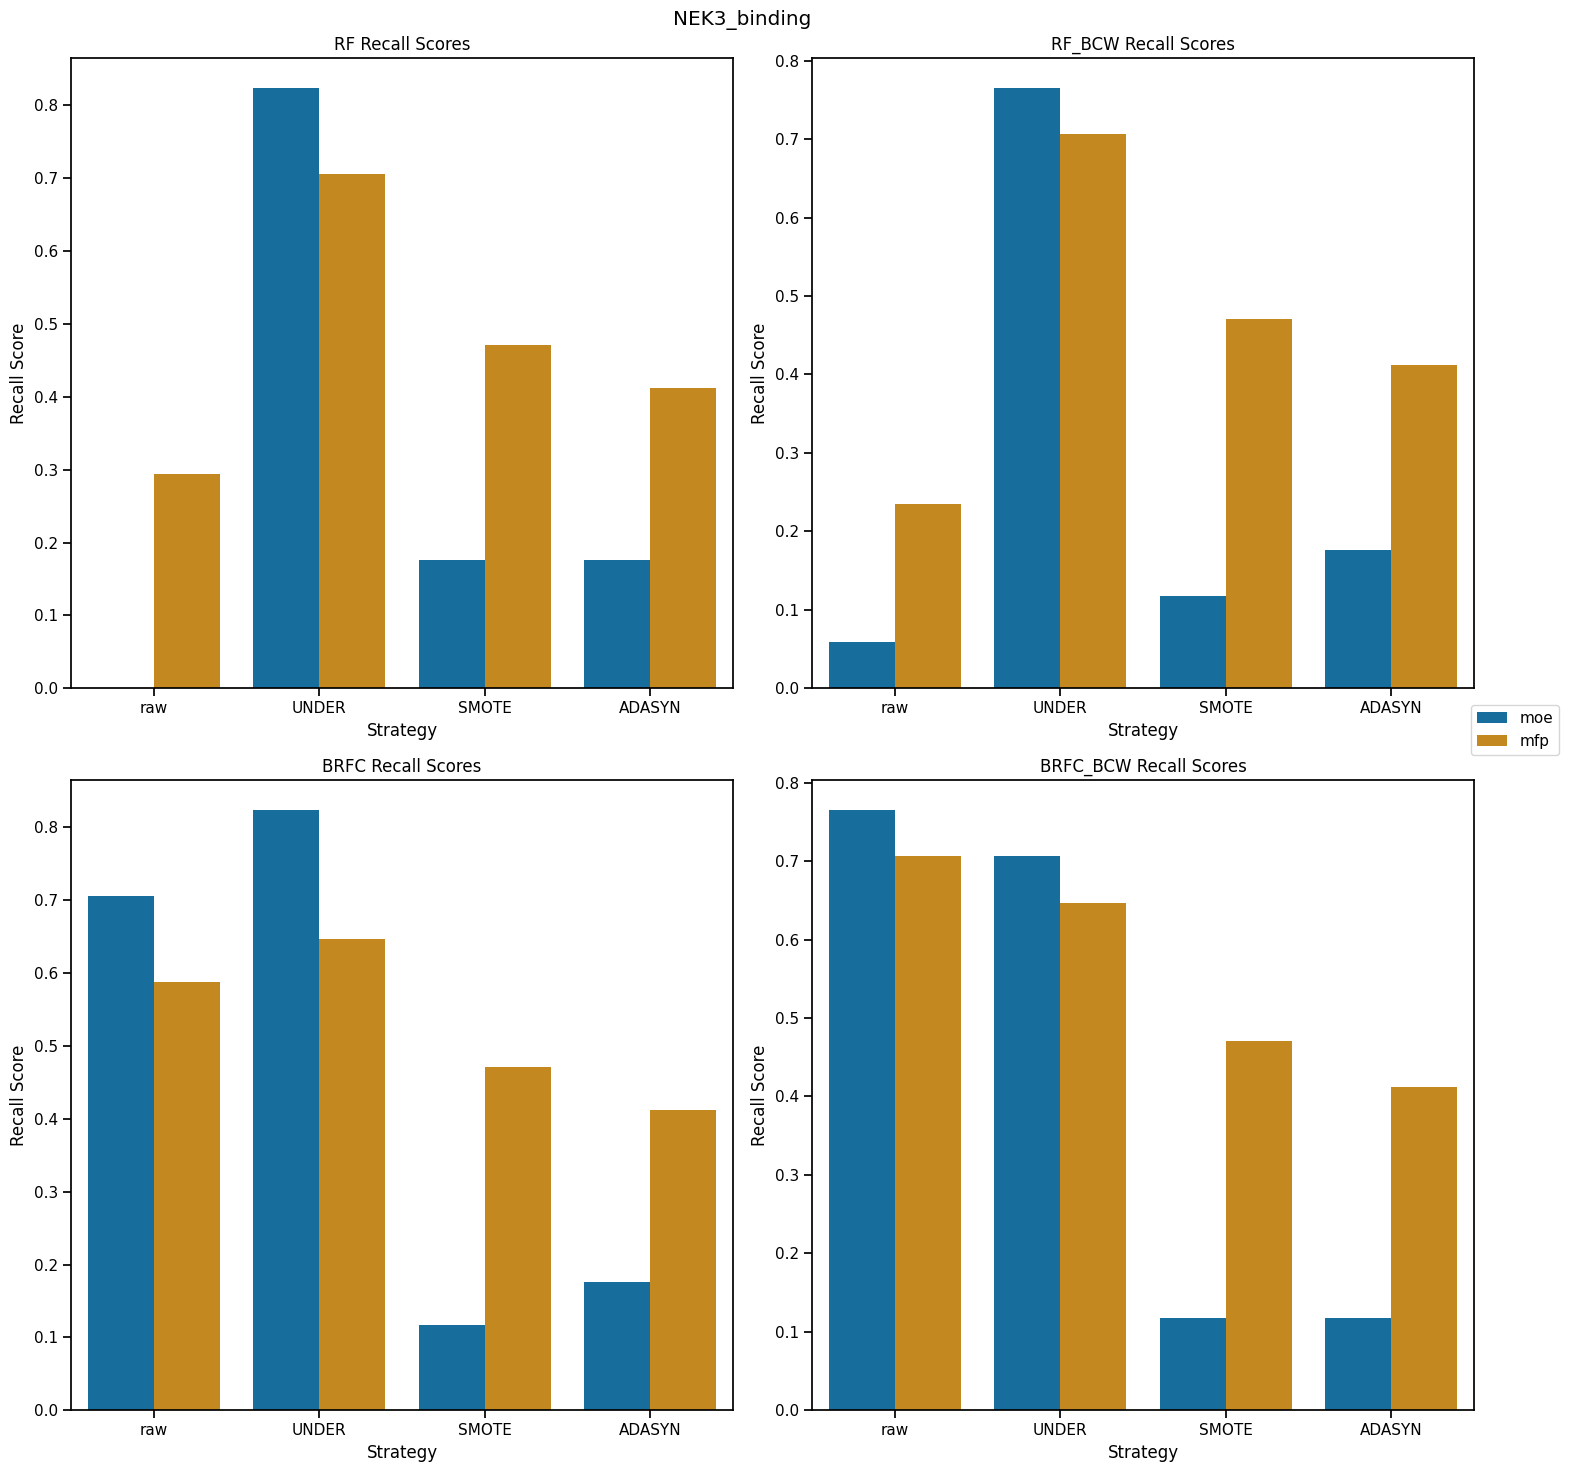 NEK3_binding
RF Recall Scores
Recall Score
0.8
0.7
0.6
0.5
0.4
0.3
0.2
0.1
0.0
raw UNDER SMOTE ADASYN
Strategy
RF_BCW Recall Scores
Recall Score
0.8
0.7
0.6
0.5
0.4
0.3
0.2
0.1
0.0
raw UNDER SMOTE ADASYN
Strategy
moe
mfp
BRFC Recall Scores
Recall Score
0.8
0.7
0.6
0.5
0.4
0.3
0.2
0.1
0.0
raw UNDER SMOTE ADASYN
Strategy
BRFC_BCW Recall Scores
Recall Score
0.8
0.7
0.6
0.5
0.4
0.3
0.2
0.1
0.0
raw UNDER SMOTE ADASYN
Strategy